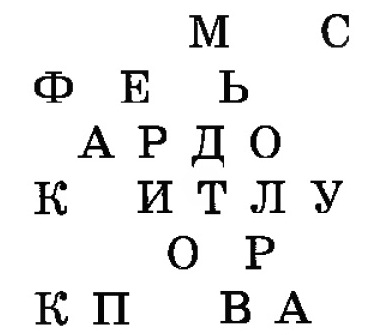 М С
Ф Е Ь
А Р Д О
К И Т Л У
О Р
К П В А